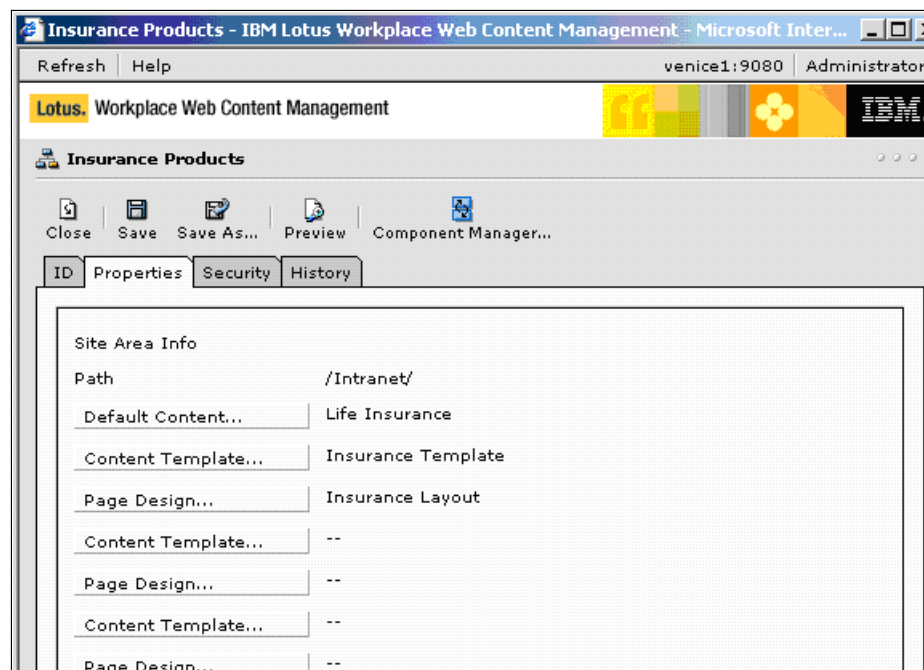 Insurance Products - IBM Lotus Workplace Web Content Management - Microsoft Inter...
Refresh Help venice1:9080 Administrator
Lotus. Workplace Web Content Management IBM.
Insurance Products
Close Save Save As... Preview Component Manager...
ID Properties Security History
Site Area Info
Path /Intranet/
Default Content... Life Insurance
Content Template... Insurance Template
Page Design... Insurance Layout
Content Template... --
Page Design... --
Content Template... --
Page Design... --